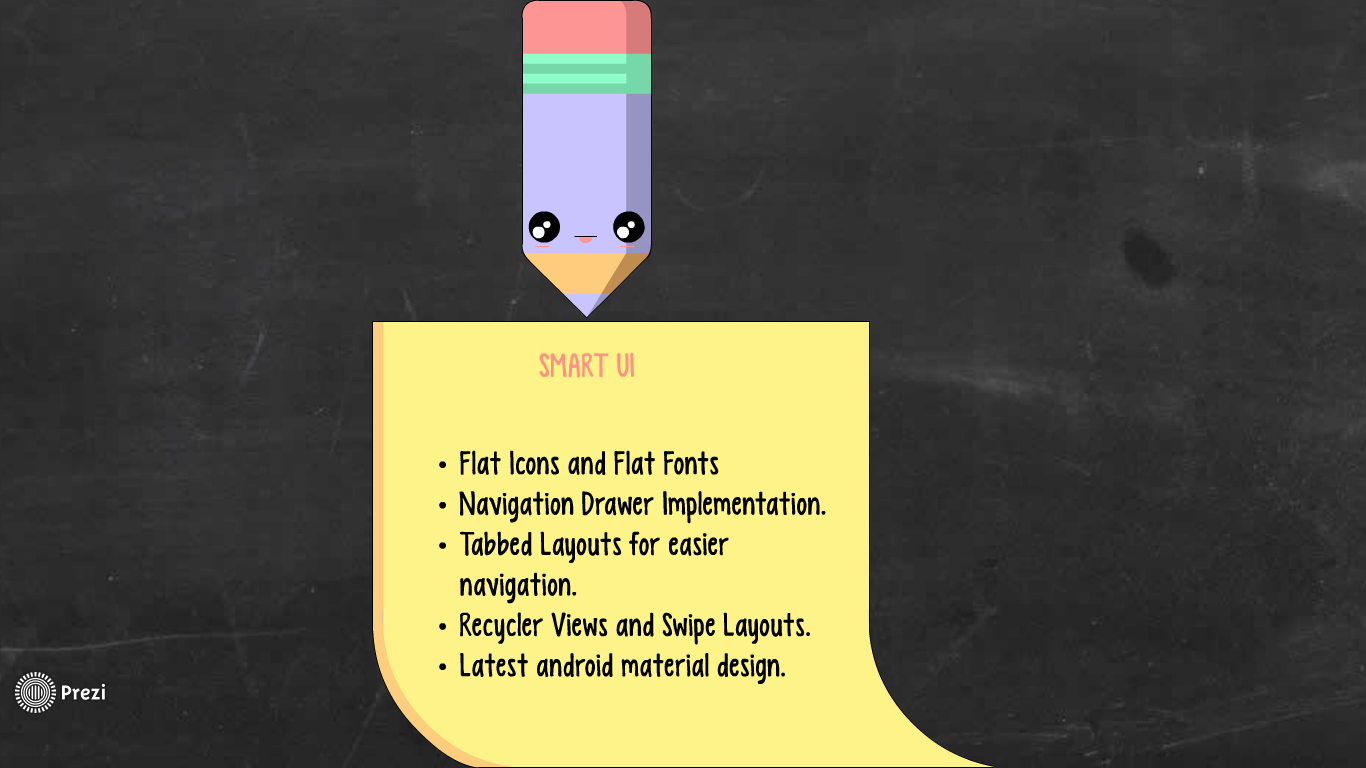 SMART UI
• Flat Icons and Flat Fonts
• Navigation Drawer Implementation.
• Tabbed Layouts for easier
navigation.
• Recycler Views and Swipe Layouts.
• Latest android material design.
Prezi